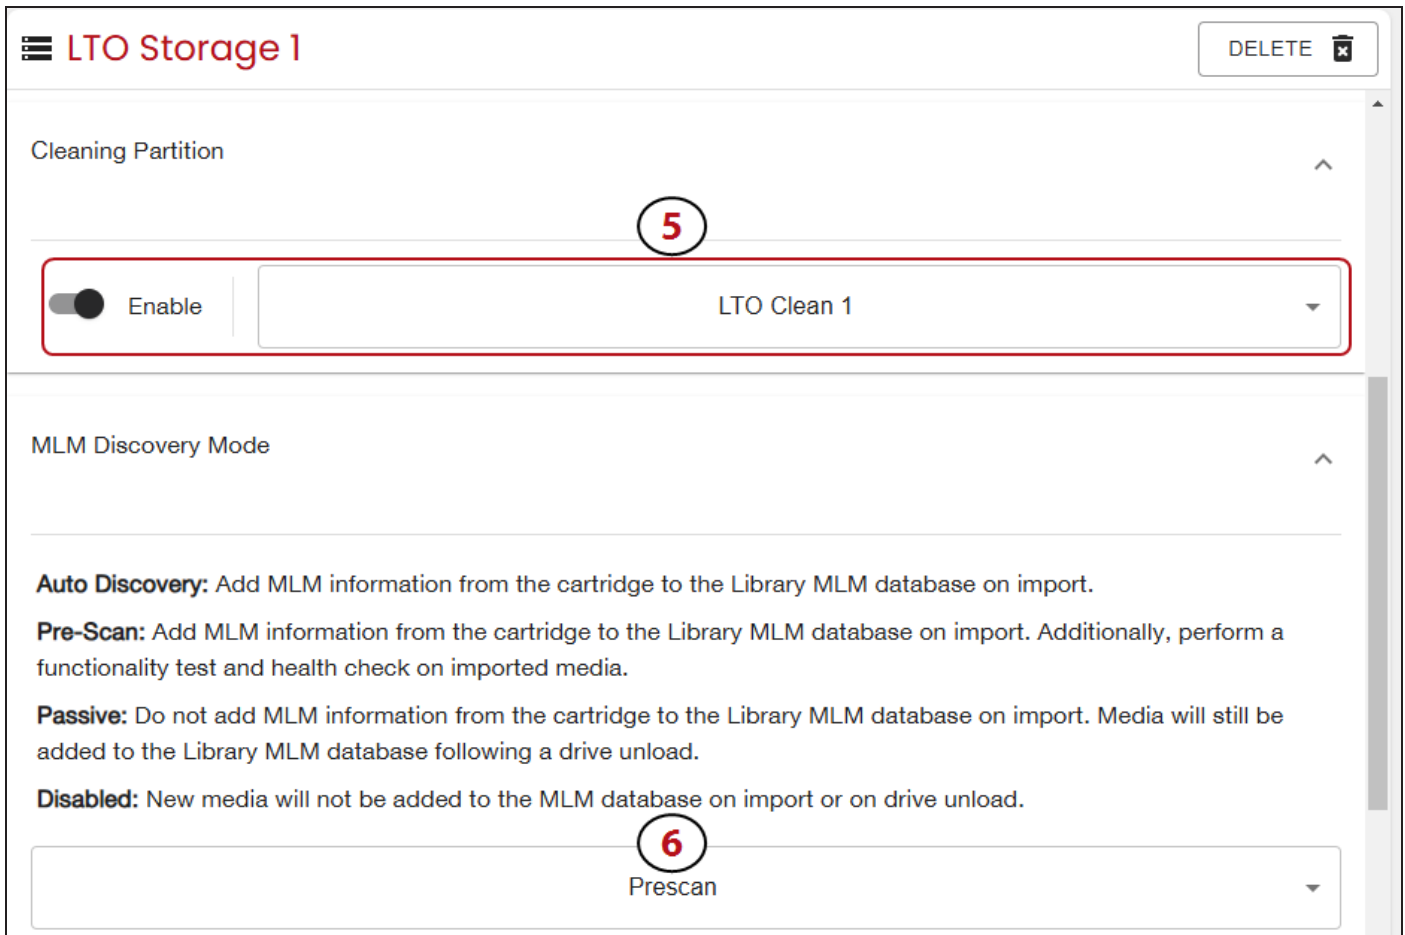 LTO Storage 1
DELETE
Cleaning Partition
5
Enable
LTO Clean 1
MLM Discovery Mode
Auto Discovery: Add MLM information from the cartridge to the Library MLM database on import.
Pre-Scan: Add MLM information from the cartridge to the Library MLM database on import. Additionally, perform a
functionality test and health check on imported media.
Passive: Do not add MLM information from the cartridge to the Library MLM database on import. Media will still be
added to the Library MLM database following a drive unload.
Disabled: New media will not be added to the MLM database on import or on drive unload.
6
Prescan